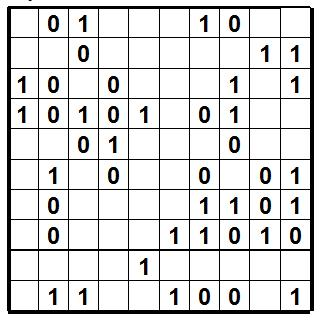 0 1 1 0
0 1 1
1 0 0 1 1
1 0 1 0 1 0 1
0 1 0
1 0 0 0 1
0 1 1 0 1
0 1 1 0 1 0
1
1 1 1 0 0 1